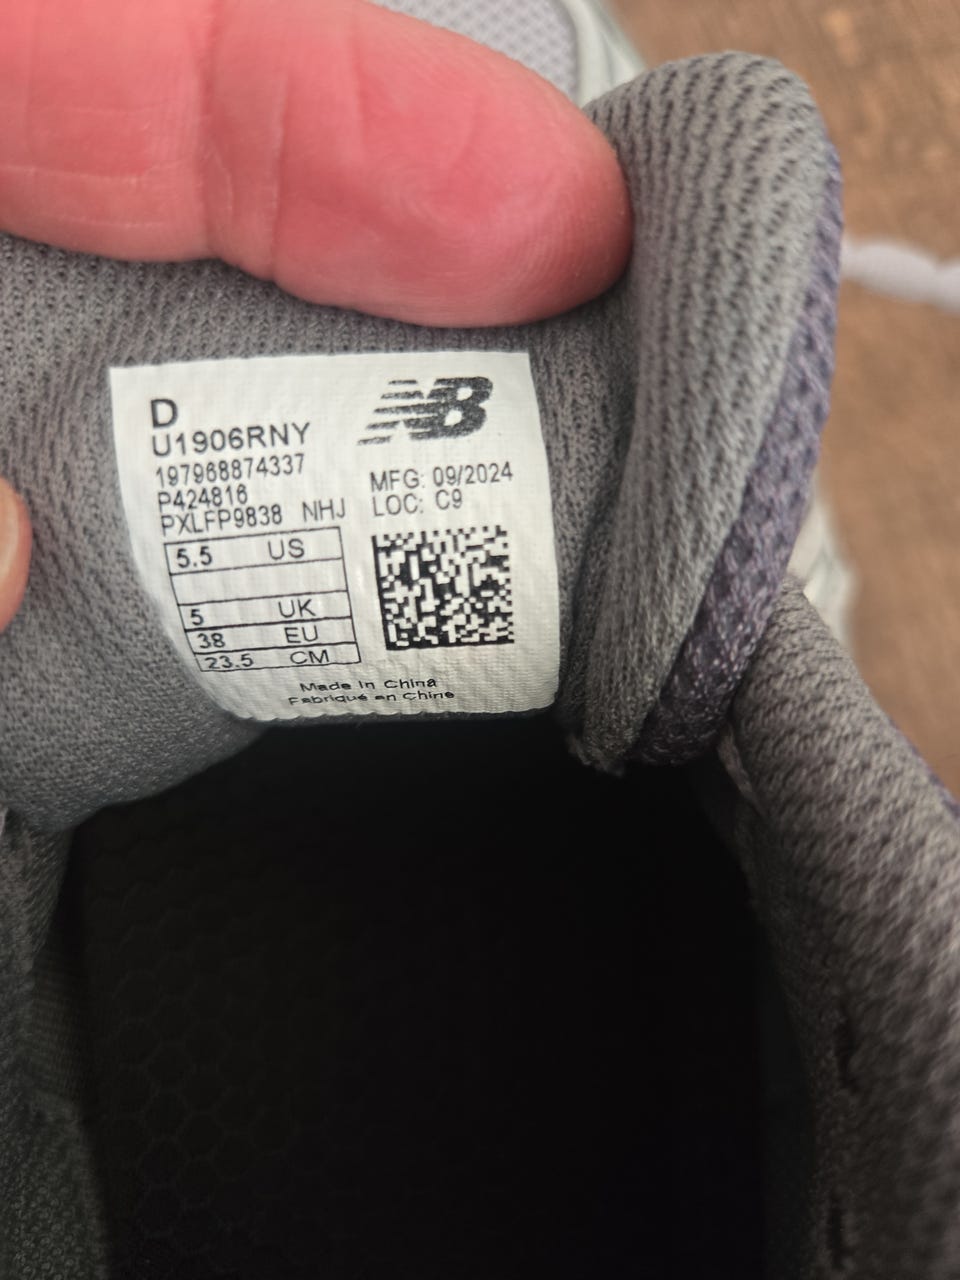 D
U1906RNY
197968874337
P424816
PXLFP9838 NHJ
NB
MFG: 09/2024
LOC: C9
5.5 US
5 UK
38 EU
23.5 CM
Made in China
Fabriqué en Chine